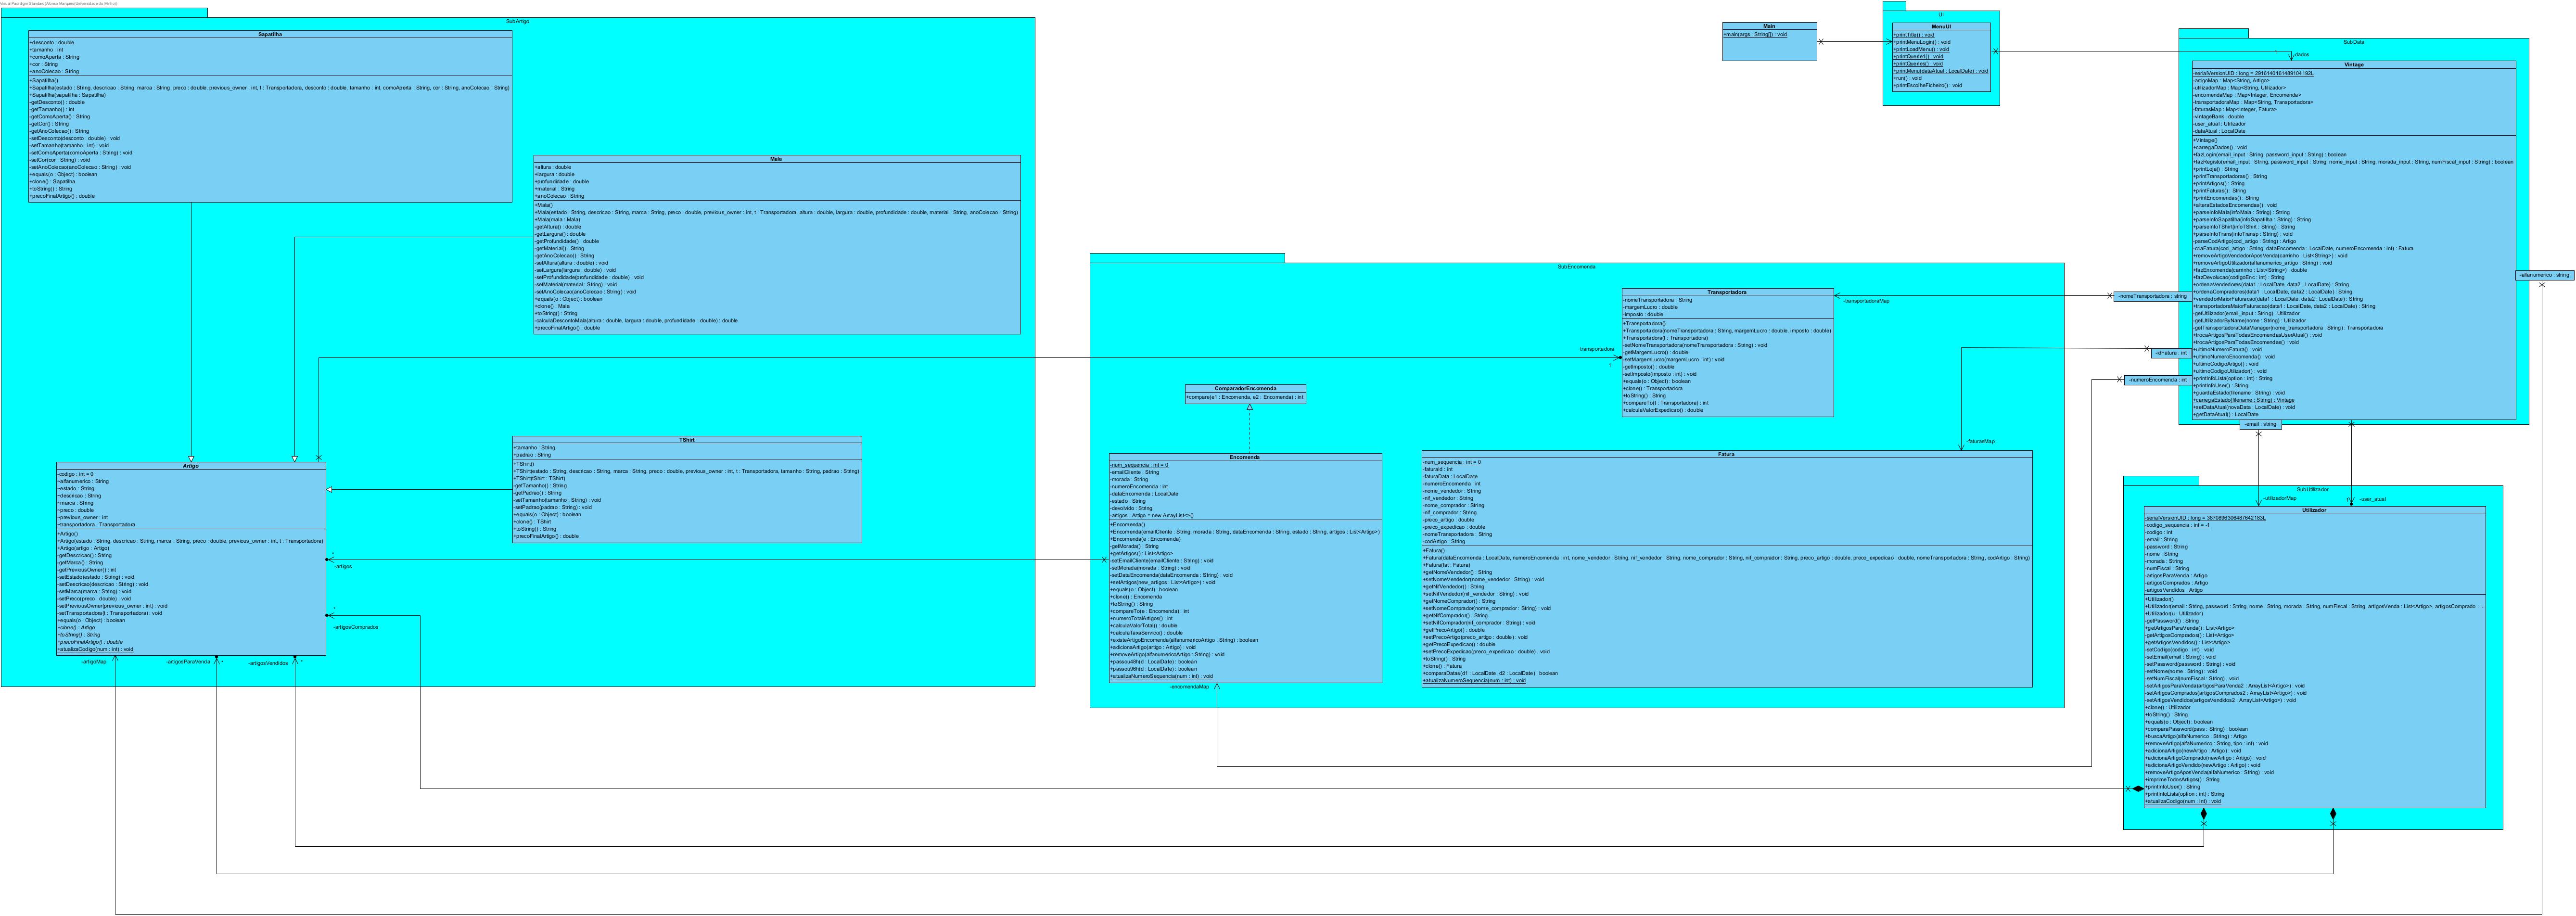 Visual Paradigm Standard(Afonso Marques(Universidade do Minho))
SubArtigo
Sapatilha
+desconto : double
+tamanho : int
+comoAperta : String
+cor : String
+anoColecao : String
+Sapatilha()
+Sapatilha(estado : String, descricao : String, marca : String, preco : double, previous_owner : int, t : Transportadora, desconto : double, tamanho : int, comoAperta : String, cor : String, anoColecao : String)
+Sapatilha(sapatilha : Sapatilha)
-getDesconto() : double
-getTamanho() : int
-getComoAperta() : String
-getCor() : String
-getAnoColecao() : String
-setDesconto(desconto : double) : void
-setTamanho(tamanho : int) : void
-setComoAperta(comoAperta : String) : void
-setCor(cor : String) : void
-setAnoColecao(anoColecao : String) : void
+equals(o : Object) : boolean
+clone() : Sapatilha
+toString() : String
+precoFinalArtigo() : double
Mala
+altura : double
+largura : double
+profundidade : double
+material : String
+anoColecao : String
+Mala()
+Mala(estado : String, descricao : String, marca : String, preco : double, previous_owner : int, t : Transportadora, altura : double, largura : double, profundidade : double, material : String, anoColecao : String)
+Mala(mala : Mala)
-getAltura() : double
-getLargura() : double
-getProfundidade() : double
-getMaterial() : String
-getAnoColecao() : String
-setAltura(altura : double) : void
-setLargura(largura : double) : void
-setProfundidade(profundidade : double) : void
-setMaterial(material : String) : void
-setAnoColecao(anoColecao : String) : void
+equals(o : Object) : boolean
+clone() : Mala
+toString() : String
-calculaDescontoMala(altura : double, largura : double, profundidade : double) : double
+precoFinalArtigo() : double
TShirt
+tamanho : String
+padrao : String
+TShirt()
+TShirt(estado : String, descricao : String, marca : String, preco : double, previous_owner : int, t : Transportadora, tamanho : String, padrao : String)
+TShirt(tShirt : TShirt)
-getTamanho() : String
-getPadrao() : String
-setTamanho(tamanho : String) : void
-setPadrao(padrao : String) : void
+equals(o : Object) : boolean
+clone() : TShirt
+toString() : String
+precoFinalArtigo() : double
Artigo
-codigo : int = 0
~alfanumerico : String
~estado : String
~descricao : String
~marca : String
~preco : double
~previous_owner : int
~transportadora : Transportadora
+Artigo()
+Artigo(estado : String, descricao : String, marca : String, preco : double, previous_owner : int, t : Transportadora)
+Artigo(artigo : Artigo)
-getDescricao() : String
-getMarca() : String
-getPreviousOwner() : int
-setEstado(estado : String) : void
-setDescricao(descricao : String) : void
-setMarca(marca : String) : void
-setPreco(preco : double) : void
-setPreviousOwner(previous_owner : int) : void
-setTransportadora(t : Transportadora) : void
+equals(o : Object) : boolean
+clone() : Artigo
+toString() : String
+precoFinalArtigo() : double
+atualizaCodigo(num : int) : void
-artigoMap
-artigosParaVenda
*
-artigosVendidos
*
*
-artigos
*
-artigosComprados
SubEncomenda
Transportadora
-nomeTransportadora : String
-margemLucro : double
-imposto : double
+Transportadora()
+Transportadora(nomeTransportadora : String, margemLucro : double, imposto : double)
+Transportadora(t : Transportadora)
-setNomeTransportadora(nomeTransportadora : String) : void
-getMargemLucro() : double
-setMargemLucro(margemLucro : int) : void
-getImposto() : double
-setImposto(imposto : int) : void
+equals(o : Object) : boolean
+clone() : Transportadora
+toString() : String
+compareTo(t : Transportadora) : int
+calculaValorExpedicao() : double
transportadora
1
-transportadoraMap
ComparadorEncomenda
+compare(e1 : Encomenda, e2 : Encomenda) : int
Encomenda
-num_sequencia : int = 0
-emailCliente : String
-morada : String
-numeroEncomenda : int
-dataEncomenda : LocalDate
-estado : String
-devolvido : String
-artigos : Artigo = new ArrayList<>()
+Encomenda()
+Encomenda(emailCliente : String, morada : String, dataEncomenda : String, estado : String, artigos : List<Artigo>)
+Encomenda(e : Encomenda)
-getMorada() : String
+getArtigos() : List<Artigo>
-setEmailCliente(emailCliente : String) : void
-setMorada(morada : String) : void
-setDataEncomenda(dataEncomenda : String) : void
+setArtigos(new_artigos : List<Artigo>) : void
+equals(o : Object) : boolean
+clone() : Encomenda
+toString() : String
+compareTo(e : Encomenda) : int
+numeroTotalArtigos() : int
+calculaValorTotal() : double
+calculaTaxaServico() : double
+existeArtigoEncomenda(alfanumericoArtigo : String) : boolean
+adicionaArtigo(artigo : Artigo) : void
+removeArtigo(alfanumericoArtigo : String) : void
+passou48h(d : LocalDate) : boolean
+passou96h(d : LocalDate) : boolean
+atualizaNumeroSequencia(num : int) : void
-encomendaMap
-faturasMap
Fatura
-num_sequencia : int = 0
-faturaId : int
-faturaData : LocalDate
-numeroEncomenda : int
-nome_vendedor : String
-nif_vendedor : String
-nome_comprador : String
-nif_comprador : String
-preco_artigo : double
-preco_expedicao : double
-nomeTransportadora : String
-codArtigo : String
+Fatura()
+Fatura(dataEncomenda : LocalDate, numeroEncomenda : int, nome_vendedor : String, nif_vendedor : String, nome_comprador : String, nif_comprador : String, preco_artigo : double, preco_expedicao : double, nomeTransportadora : String, codArtigo : String)
+Fatura(fat : Fatura)
+getNomeVendedor() : String
+setNomeVendedor(nome_vendedor : String) : void
+getNifVendedor() : String
+setNifVendedor(nif_vendedor : String) : void
+getNomeComprador() : String
+setNomeComprador(nome_comprador : String) : void
+getNifComprador() : String
+setNifComprador(nif_comprador : String) : void
+getPrecoArtigo() : double
+setPrecoArtigo(preco_artigo : double) : void
+getPrecoExpedicao() : double
+setPrecoExpedicao(preco_expedicao : double) : void
+toString() : String
+clone() : Fatura
+comparaDatas(d1 : LocalDate, d2 : LocalDate) : boolean
+atualizaNumeroSequencia(num : int) : void
Main
+main(args : String[]) : void
UI
MenuUI
+printTitle() : void
+printMenuLogin() : void
+printLoadMenu() : void
+printQuerie1() : void
+printQueries() : void
+printMenu(dataAtual : LocalDate) : void
+run() : void
+printEscolheFicheiro() : void
1
-dados
SubData
Vintage
-serialVersionUID : long = 2916140161489104192L
-artigoMap : Map<String, Artigo>
-utilizadorMap : Map<String, Utilizador>
-encomendaMap : Map<Integer, Encomenda>
-transportadoraMap : Map<String, Transportadora>
-faturasMap : Map<Integer, Fatura>
-vintageBank : double
-user_atual : Utilizador
-dataAtual : LocalDate
+Vintage()
+carregaDados() : void
+fazLogin(email_input : String, password_input : String) : boolean
+fazRegisto(email_input : String, password_input : String, nome_input : String, morada_input : String, numFiscal_input : String) : boolean
+printLoja() : String
+printTransportadoras() : String
+printArtigos() : String
+printFaturas() : String
+printEncomendas() : String
+alteraEstadosEncomendas() : void
+parseInfoMala(infoMala : String) : String
+parseInfoSapatilha(infoSapatilha : String) : String
+parseInfoTShirt(infoTShirt : String) : String
+parseInfoTrans(infoTransp : String) : void
-parseCodArtigo(cod_artigo : String) : Artigo
-criaFatura(cod_artigo : String, dataEncomenda : LocalDate, numeroEncomenda : int) : Fatura
+removeArtigoVendedorAposVenda(carrinho : List<String>) : void
+removeArtigoUtilizador(alfanumerico_artigo : String) : void
+fazEncomenda(carrinho : List<String>) : double
+fazDevolucao(codigoEnc : int) : String
+ordenaVendedores(data1 : LocalDate, data2 : LocalDate) : String
+ordenaCompradores(data1 : LocalDate, data2 : LocalDate) : String
+vendedorMaiorFaturacao(data1 : LocalDate, data2 : LocalDate) : String
+transportadoraMaiorFaturacao(data1 : LocalDate, data2 : LocalDate) : String
-getUtilizador(email_input : String) : Utilizador
-getUtilizadorByName(nome : String) : Utilizador
-getTransportadoraDataManager(nome_transportadora : String) : Transportadora
+trocaArtigosParaTodasEncomendasUserAtual() : void
+trocaArtigosParaTodasEncomendas() : void
+ultimoNumeroFatura() : void
+ultimoNumeroEncomenda() : void
+ultimoCodigoArtigo() : void
+ultimoCodigoUtilizador() : void
+printInfoLista(option : int) : String
+printInfoUser() : String
+guardaEstado(filename : String) : void
+carregaEstado(filename : String) : Vintage
+setDataAtual(novaData : LocalDate) : void
+getDataAtual() : LocalDate
-alfanumerico : string
-nomeTransportadora : string
-idFatura : int
-numeroEncomenda : int
-email : string
SubUtilizador
-utilizadorMap
-user_atual
Utilizador
-serialVersionUID : long = 3870896306487642183L
-codigo_sequencia : int = -1
-codigo : int
-email : String
-password : String
-nome : String
-morada : String
-numFiscal : String
-artigosParaVenda : Artigo
-artigosComprados : Artigo
-artigosVendidos : Artigo
+Utilizador()
+Utilizador(email : String, password : String, nome : String, morada : String, numFiscal : String, artigosVenda : List<Artigo>, artigosComprado : ...
+Utilizador(u : Utilizador)
-getPassword() : String
+getArtigosParaVenda() : List<Artigo>
-getArtigosComprados() : List<Artigo>
+getArtigosVendidos() : List<Artigo>
-setCodigo(codigo : int) : void
-setEmail(email : String) : void
-setPassword(password : String) : void
-setNome(nome : String) : void
-setNumFiscal(numFiscal : String) : void
-setArtigosParaVenda(artigosParaVenda2 : ArrayList<Artigo>) : void
-setArtigosComprados(artigosComprados2 : ArrayList<Artigo>) : void
-setArtigosVendidos(artigosVendidos2 : ArrayList<Artigo>) : void
+clone() : Utilizador
+toString() : String
+equals(o : Object) : boolean
+comparaPassword(pass : String) : boolean
+buscaArtigo(alfaNumerico : String) : Artigo
+removeArtigo(alfaNumerico : String, tipo : int) : void
+adicionaArtigo(newArtigo : Artigo) : void
+adicionaArtigoComprado(newArtigo : Artigo) : void
+adicionaArtigoVendido(newArtigo : Artigo) : void
+removeArtigoAposVenda(alfaNumerico : String) : void
+imprimeTodosArtigos() : String
+printInfoUser() : String
+printInfoLista(option : int) : String
+atualizaCodigo(num : int) : void